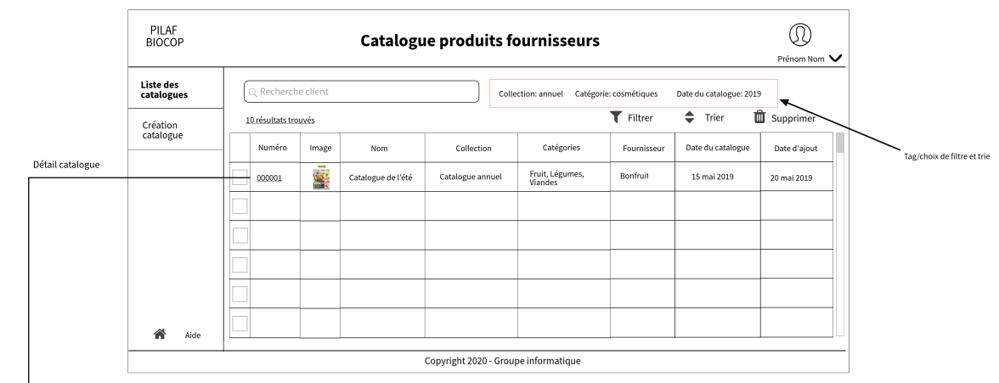 PILAF
BIOCOP
Catalogue produits fournisseurs
Prénom Nom
Liste des
catalogues
Création
catalogue
Recherche client
Collection: annuel Catégorie: cosmétiques Date du catalogue: 2019
10 résultats trouvés
Filtrer Trier Supprimer
Numéro Image Nom Collection Catégories Fournisseur Date du catalogue Date d'ajout
000001 Catalogue de l'été Catalogue annuel Fruit, Légumes,
Viandes
Bonfruit 15 mai 2019 20 mai 2019
Détail catalogue
Tag/choix de filtre et trie
Aide
Copyright 2020 - Groupe informatique